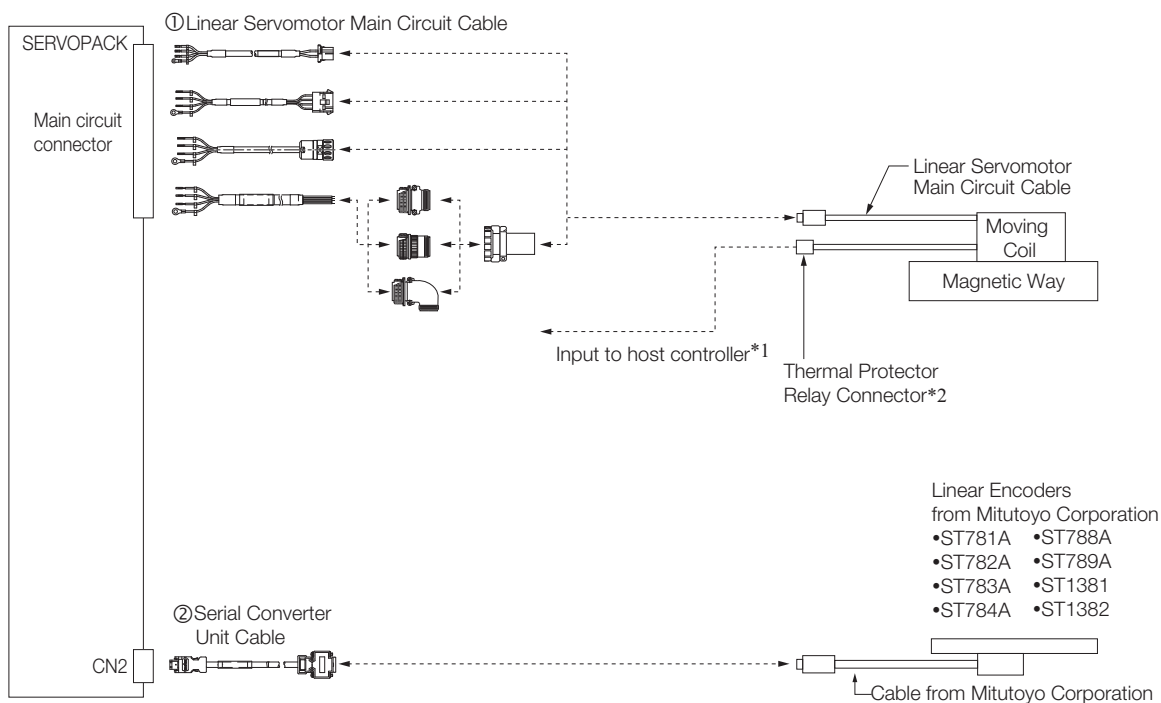 ①Linear Servomotor Main Circuit Cable
SERVOPACK
Main circuit
connector
Linear Servomotor
Main Circuit Cable
Moving
Coil
Magnetic Way
Input to host controller*1
Thermal Protector
Relay Connector*2
Linear Encoders
from Mitutoyo Corporation
•ST781A •ST788A
•ST782A •ST789A
•ST783A •ST1381
•ST784A •ST1382
②Serial Converter
Unit Cable
CN2
Cable from Mitutoyo Corporation